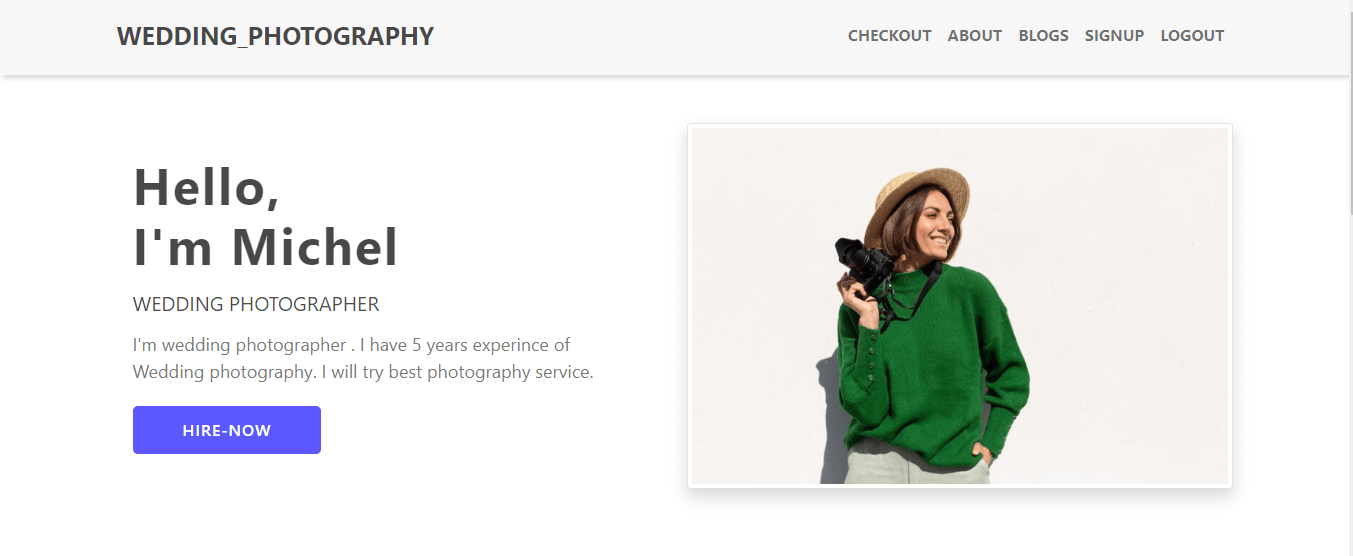 WEDDING_PHOTOGRAPHY
CHECKOUT ABOUT BLOGS SIGNUP LOGOUT
Hello,
I'm Michel
WEDDING PHOTOGRAPHER
I'm wedding photographer . I have 5 years experince of
Wedding photography. I will try best photography service.
HIRE-NOW